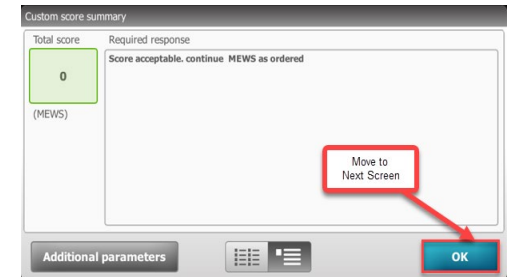 Custom score summary
Total score
Required response
0
Score acceptable. continue MEWS as ordered
(MEWS)
Move to
Next Screen
Additional parameters
OK